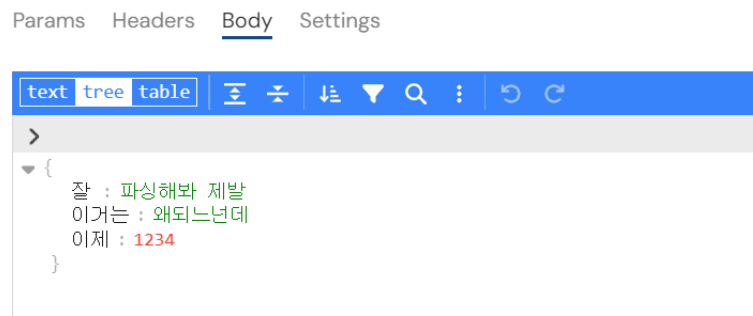 Params Headers Body Settings
text tree table
{
잘 : 파싱해봐 제발
이거는 : 왜되느넌데
이제 : 1234
}